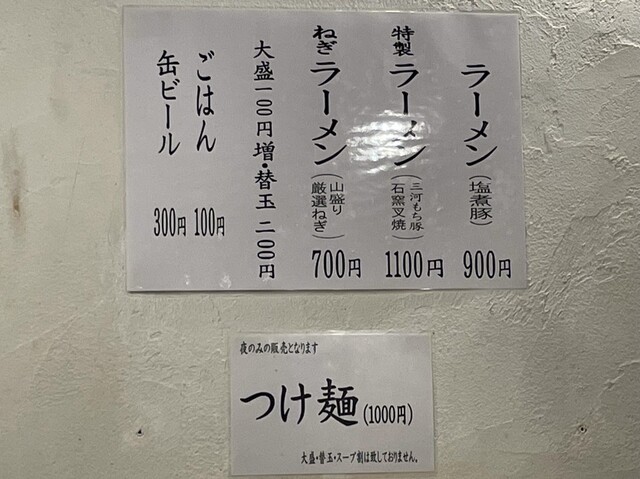 ラーメン(塩煮豚) 900円
特製ラーメン(三河もち豚 石窯叉焼) 1100円
ねぎラーメン(山盛り 厳選ねぎ) 700円
大盛一00円増・替玉 二00円
ごはん 100円
缶ビール 300円
夜のみの販売となります
つけ麺(1000円)
大盛・替玉・スープ割は致しておりません。